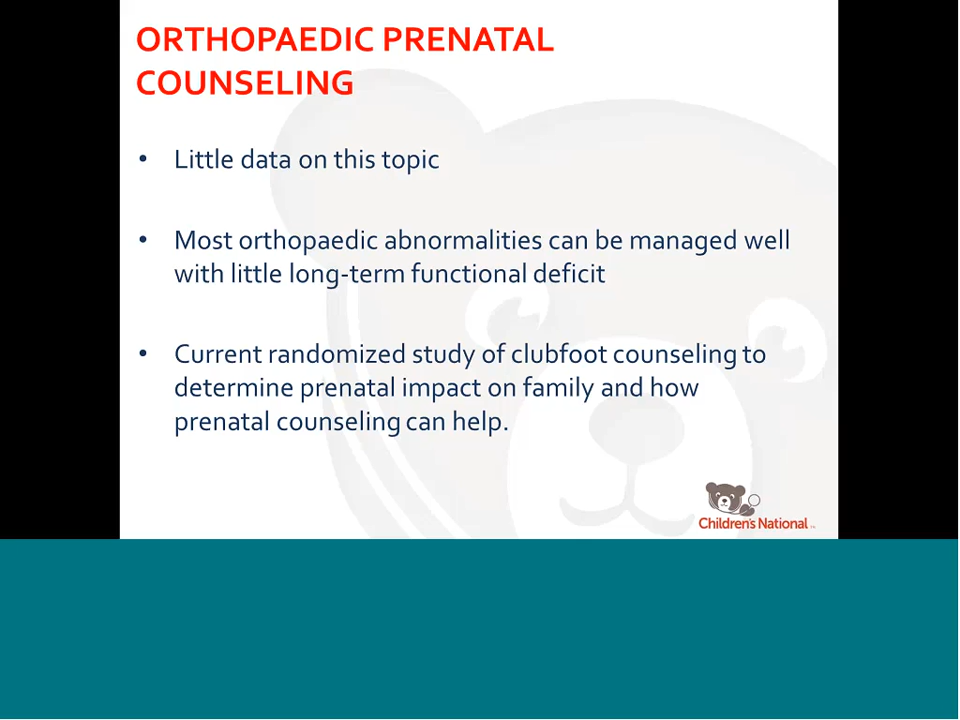 ORTHOPAEDIC PRENATAL
COUNSELING
• Little data on this topic
• Most orthopaedic abnormalities can be managed well
with little long-term functional deficit
• Current randomized study of clubfoot counseling to
determine prenatal impact on family and how
prenatal counseling can help.
Children's National